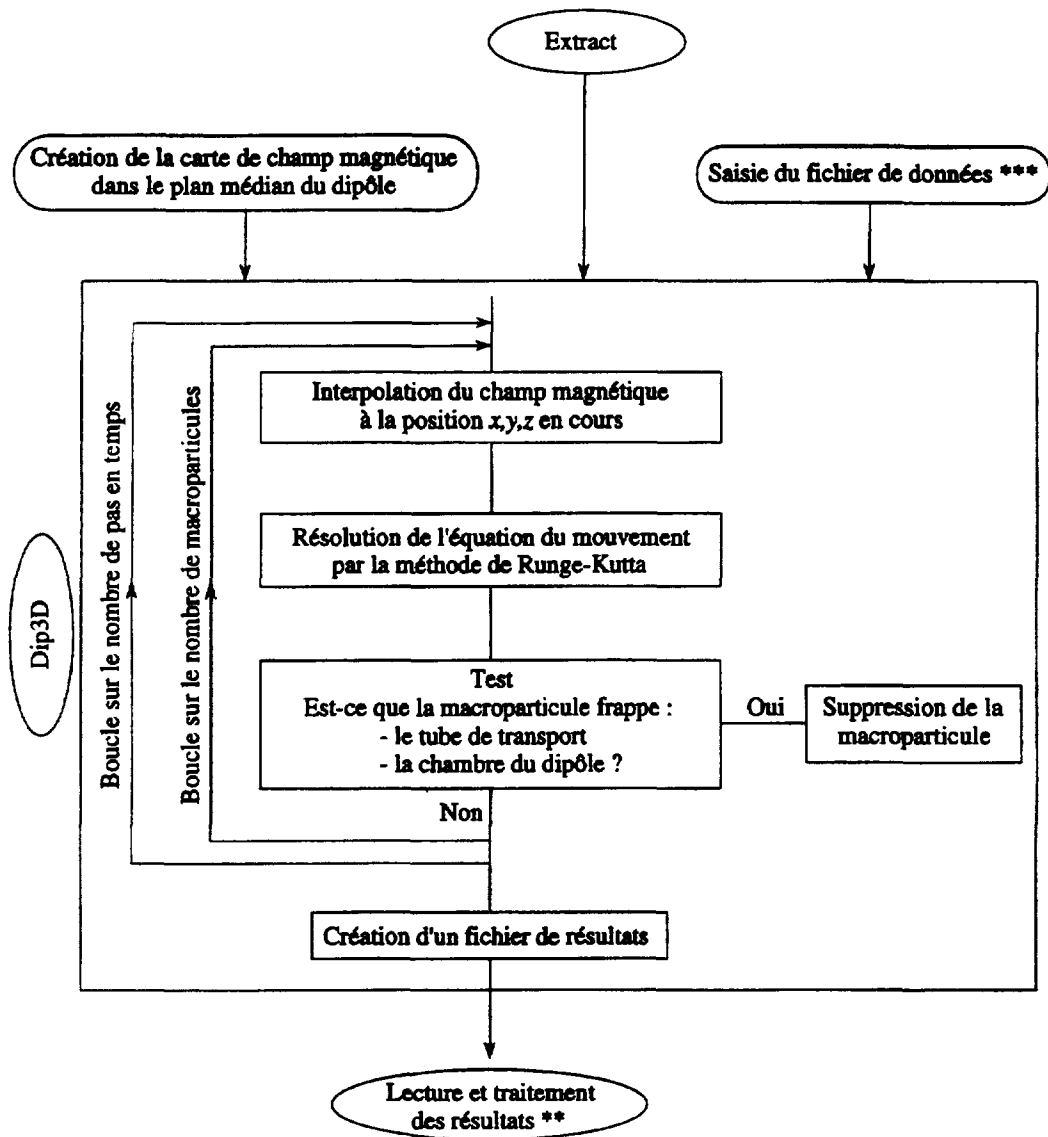 Extract
Création de la carte de champ magnétique
dans le plan médian du dipôle
Saisie du fichier de données ***
Dip3D
Boucle sur le nombre de pas en temps
Boucle sur le nombre de macroparticules
Interpolation du champ magnétique
à la position x,y,z en cours
Résolution de l'équation du mouvement
par la méthode de Runge-Kutta
Test
Est-ce que la macroparticule frappe :
- le tube de transport
- la chambre du dipôle ?
Oui
Suppression de la
macroparticule
Non
Création d'un fichier de résultats
Lecture et traitement
des résultats **